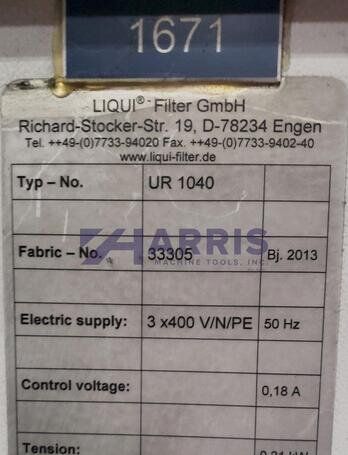 1671
LIQUI® Filter GmbH
Richard-Stocker-Str. 19, D-78234 Engen
Tel. ++49-(0)7733-94020 Fax. ++49-(0)7733-9402-40
www.liqui-filter.de
Typ – No. UR 1040
HARRIS
MACHINE TOOLS, INC
Fabric – No. 33305 Bj. 2013
Electric supply: 3 x400 V/N/PE 50 Hz
Control voltage:
0,18 A
Tension: